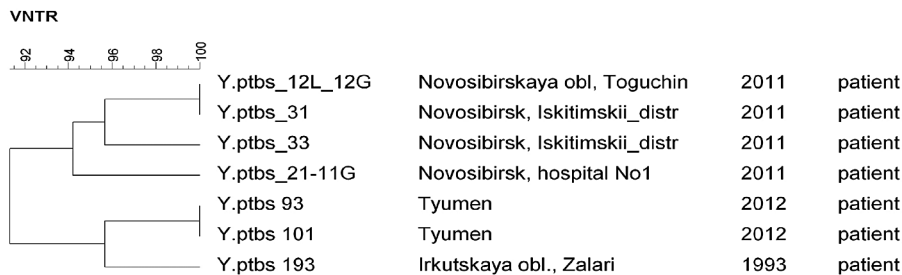 VNTR
92 94 96 98 100
Y.ptbs_12L_12G Novosibirskaya obl, Toguchin 2011 patient
Y.ptbs_31 Novosibirsk, Iskitimskii_distr 2011 patient
Y.ptbs_33 Novosibirsk, Iskitimskii_distr 2011 patient
Y.ptbs_21-11G Novosibirsk, hospital No1 2011 patient
Y.ptbs 93 Tyumen 2012 patient
Y.ptbs 101 Tyumen 2012 patient
Y.ptbs 193 Irkutskaya obl., Zalari 1993 patient